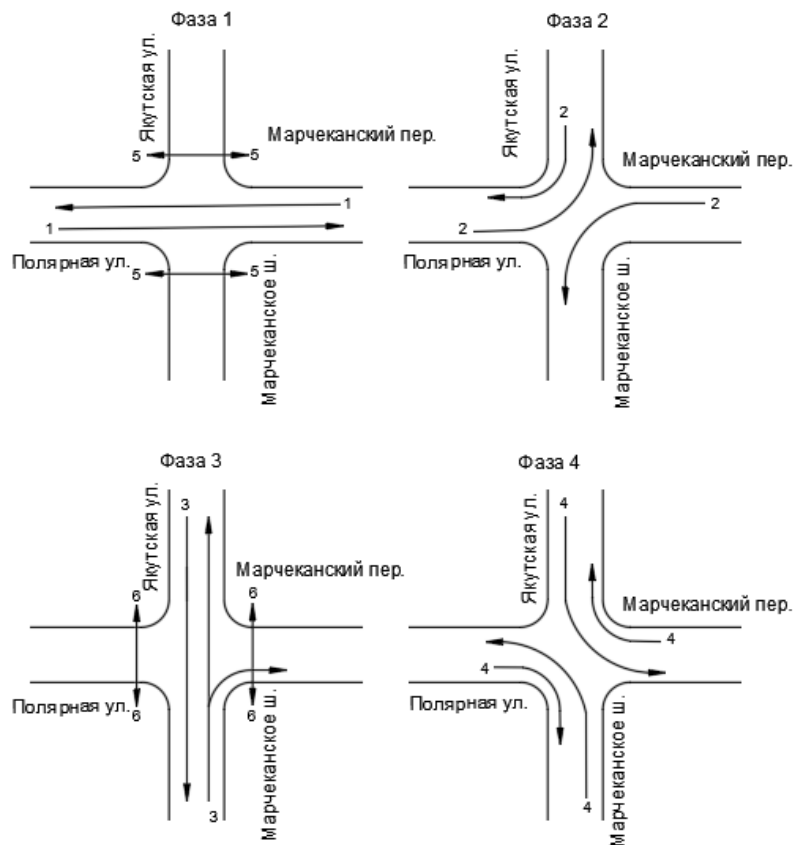 Фаза 1
Якутская ул.
Марчеканский пер.
5
5
1
1
Полярная ул.
5
5
Марчеканское ш.
Фаза 2
Якутская ул.
2
Марчеканский пер.
2
2
Полярная ул.
Марчеканское ш.
Фаза 3
Якутская ул.
3
Марчеканский пер.
6
6
Полярная ул.
6
6
Марчеканское ш.
3
Фаза 4
Якутская ул.
4
Марчеканский пер.
4
4
Полярная ул.
Марчеканское ш.
4